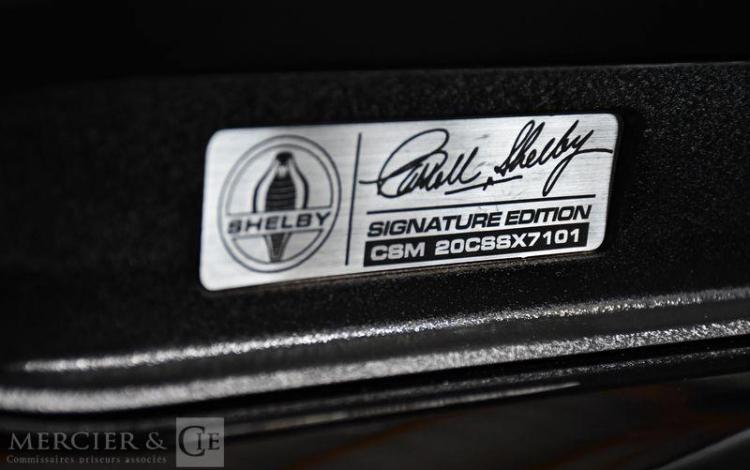 SHELBY
Carroll Shelby
SIGNATURE EDITION
CSM 20CSSX7101
MERCIER & CIE
Commissaires priseurs associés